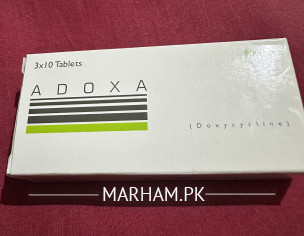 3x10 Tablets
ADOXA
(Doxycycline)
MARHAM.PK